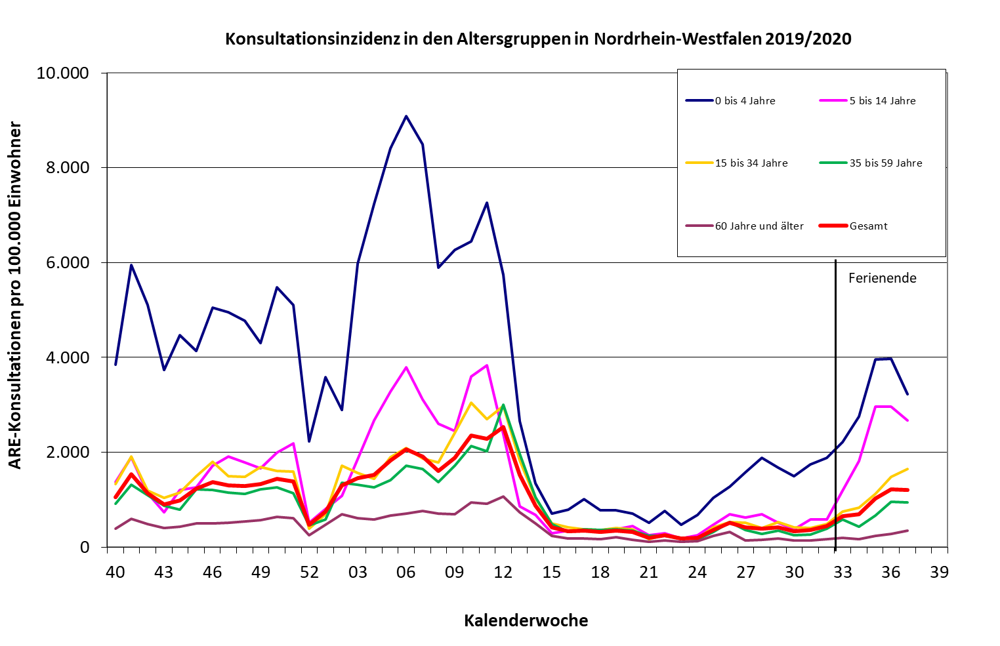 Konsultationsinzidenz in den Altersgruppen in Nordrhein-Westfalen 2019/2020
ARE-Konsultationen pro 100.000 Einwohner
10.000
8.000
6.000
4.000
2.000
0
0 bis 4 Jahre
5 bis 14 Jahre
15 bis 34 Jahre
35 bis 59 Jahre
60 Jahre und älter
Gesamt
Ferienende
40 43 46 49 52 03 06 09 12 15 18 21 24 27 30 33 36 39
Kalenderwoche